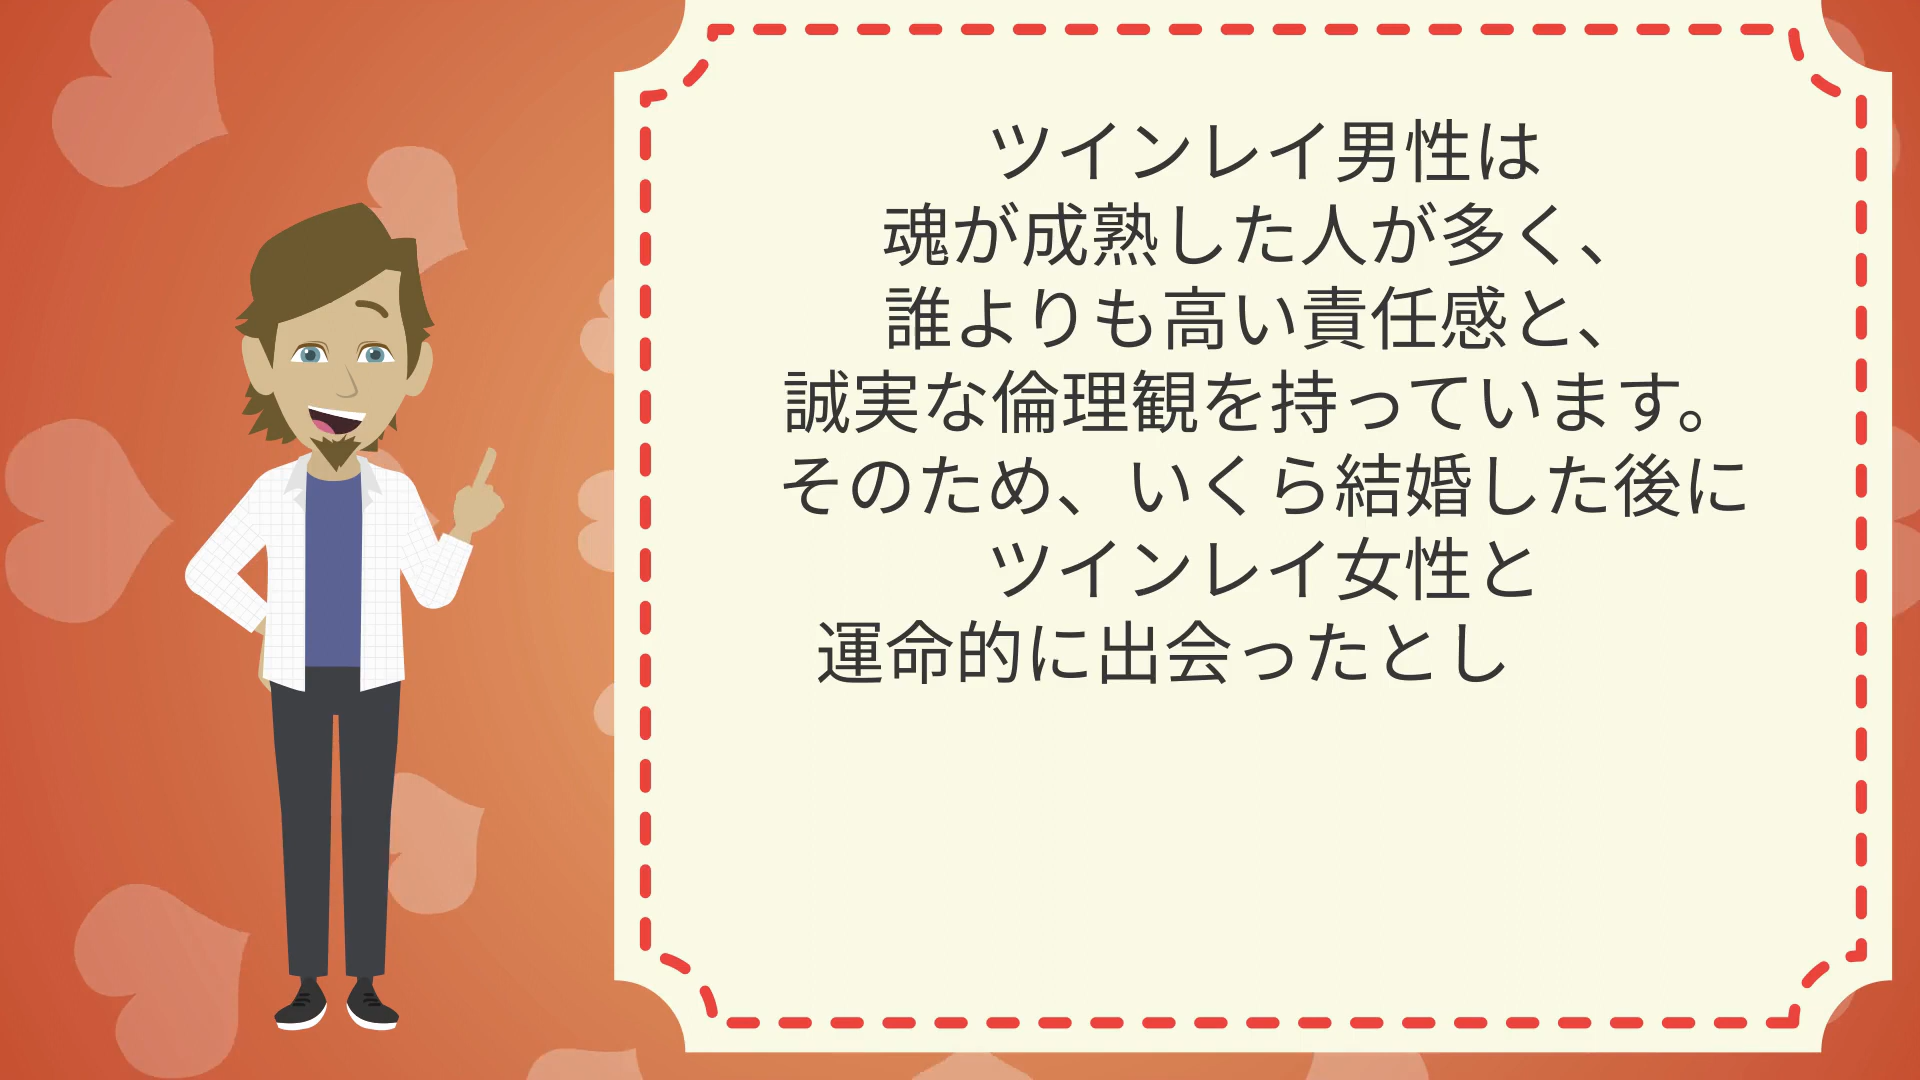 ツインレイ男性は
魂が成熟した人が多く、
誰よりも高い責任感と、
誠実な倫理観を持っています。
そのため、いくら結婚した後に
ツインレイ女性と
運命的に出会ったとし